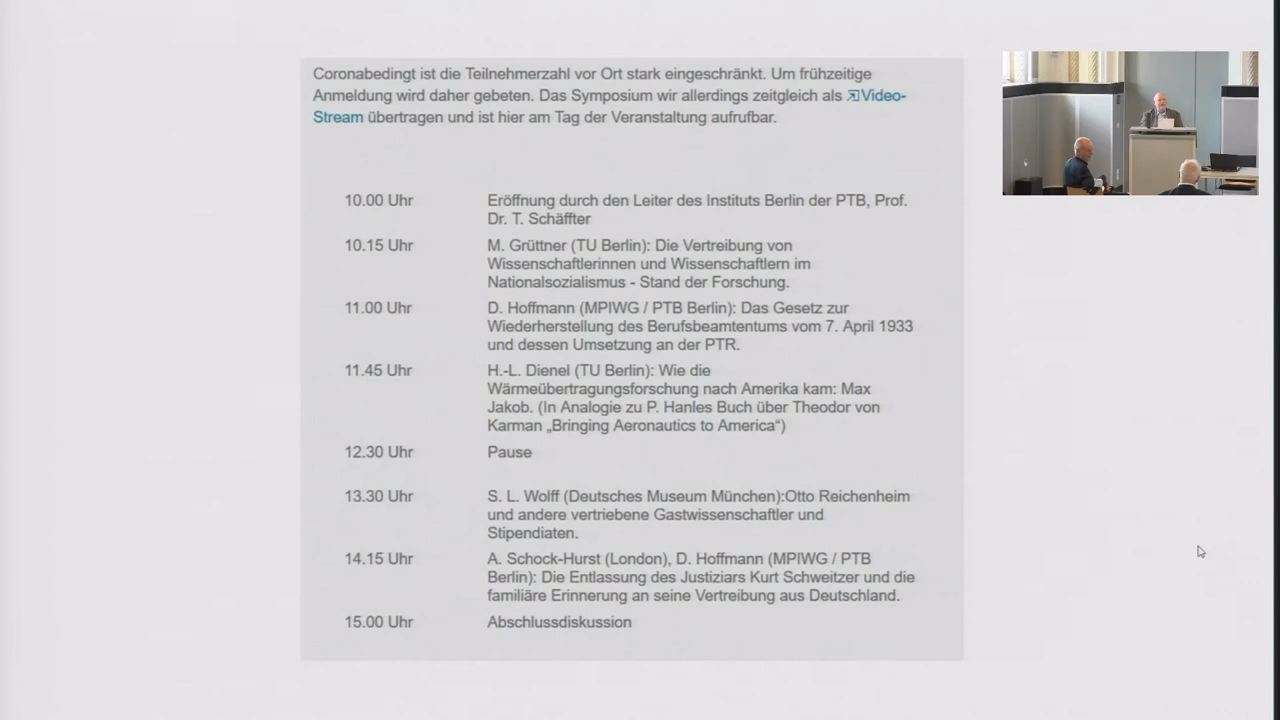 Coronabedingt ist die Teilnehmerzahl vor Ort stark eingeschränkt. Um frühzeitige
Anmeldung wird daher gebeten. Das Symposium wir allerdings zeitgleich als Video-
Stream übertragen und ist hier am Tag der Veranstaltung aufrufbar.
10.00 Uhr Eröffnung durch den Leiter des Instituts Berlin der PTB, Prof.
Dr. T. Schäffter
10.15 Uhr M. Grüttner (TU Berlin): Die Vertreibung von
Wissenschaftlerinnen und Wissenschaftlern im
Nationalsozialismus - Stand der Forschung.
11.00 Uhr D. Hoffmann (MPIWG / PTB Berlin): Das Gesetz zur
Wiederherstellung des Berufsbeamtentums vom 7. April 1933
und dessen Umsetzung an der PTR.
11.45 Uhr H.-L. Dienel (TU Berlin): Wie die
Wärmeübertragungsforschung nach Amerika kam: Max
Jakob. (In Analogie zu P. Hanles Buch über Theodor von
Karman „Bringing Aeronautics to America“)
12.30 Uhr Pause
13.30 Uhr S. L. Wolff (Deutsches Museum München):Otto Reichenheim
und andere vertriebene Gastwissenschaftler und
Stipendiaten.
14.15 Uhr A. Schock-Hurst (London), D. Hoffmann (MPIWG / PTB
Berlin): Die Entlassung des Justiziars Kurt Schweitzer und die
familiäre Erinnerung an seine Vertreibung aus Deutschland.
15.00 Uhr Abschlussdiskussion